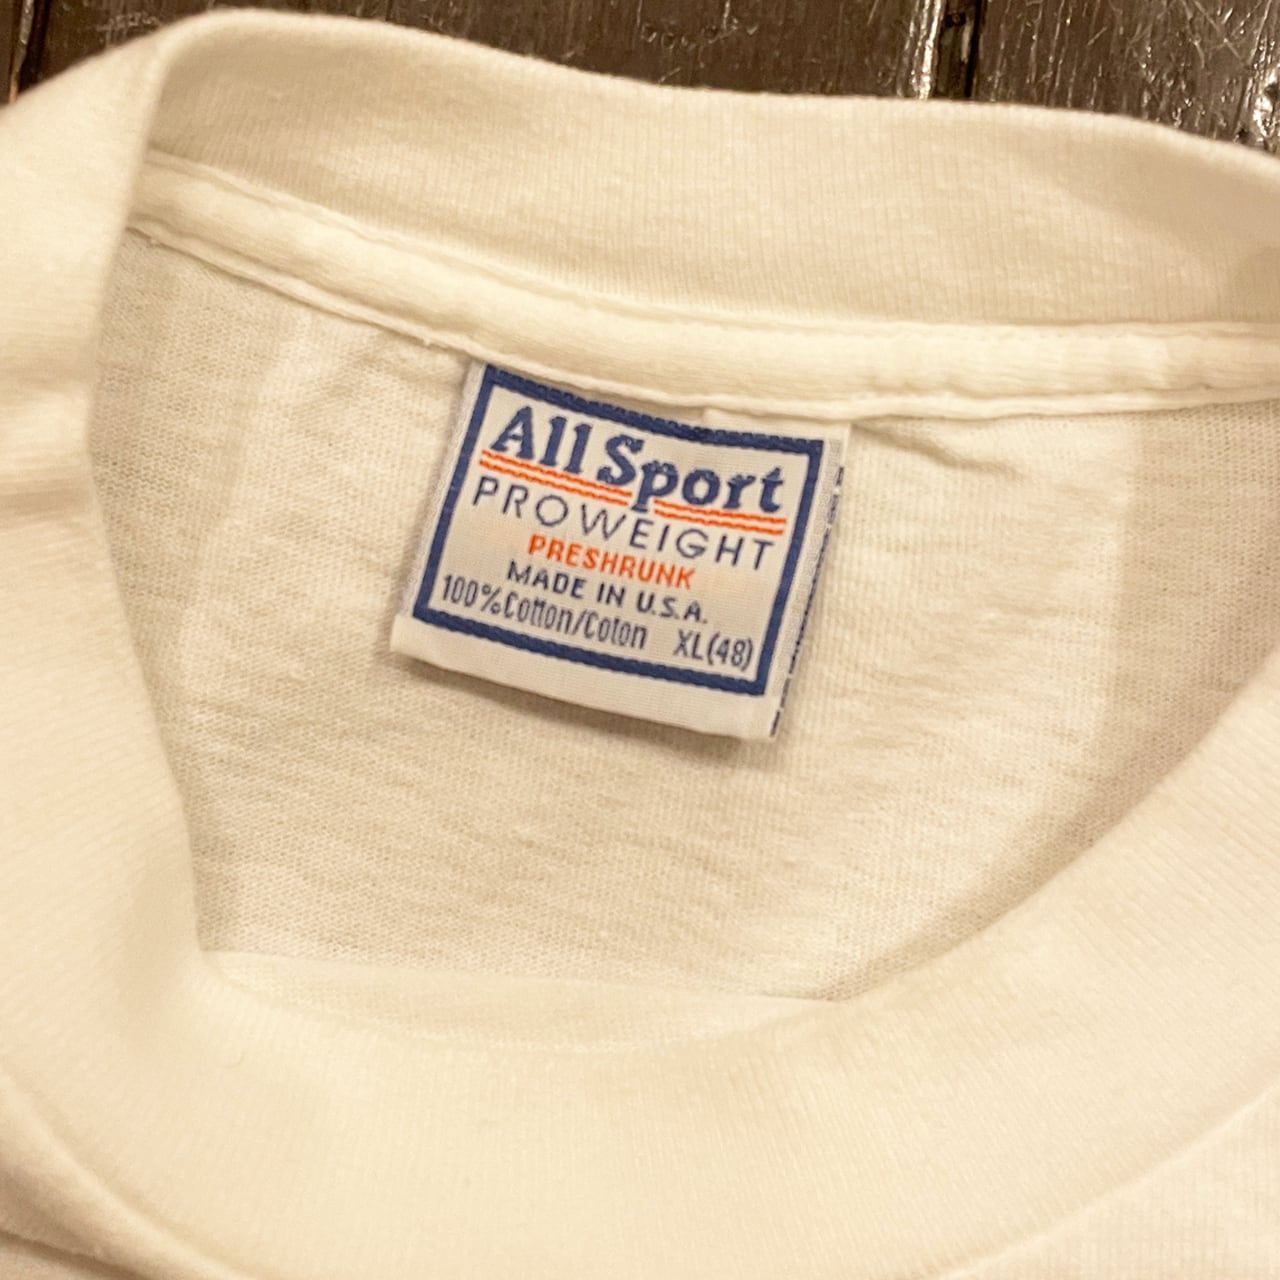 All Sport
PROWEIGHT
PRESHRUNK
MADE IN U.S.A.
100% Cotton/Coton XL(48)